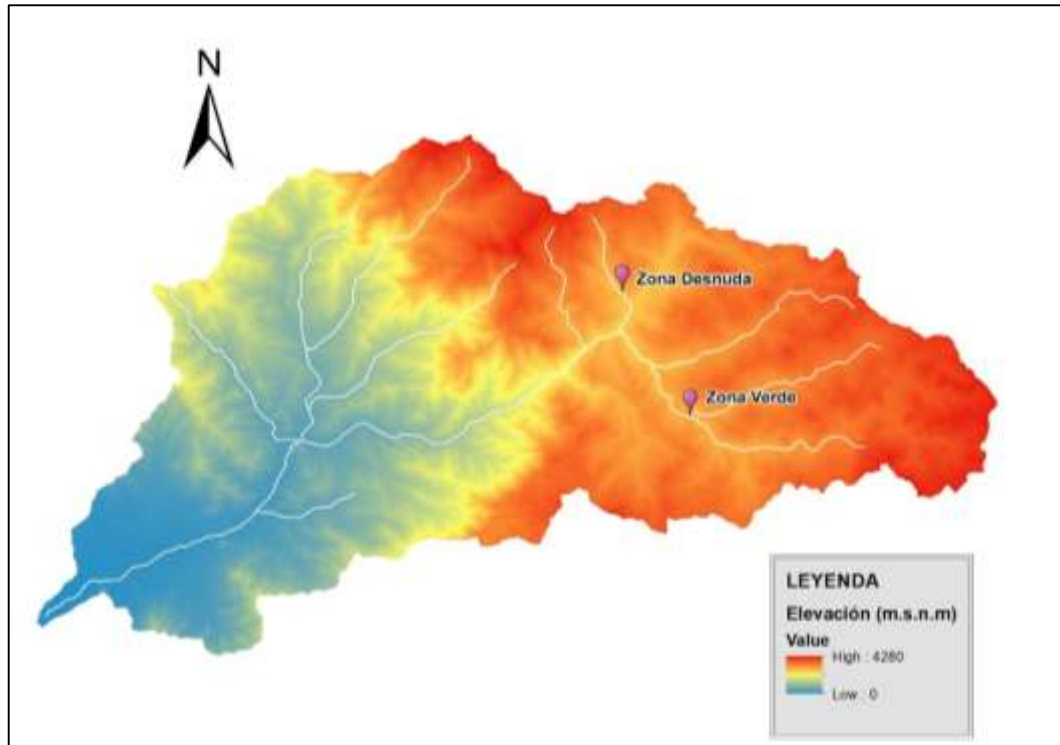 N
Zona Desnuda
Zona Verde
LEYENDA
Elevación (m.s.n.m)
Value
High : 4280
Low : 0